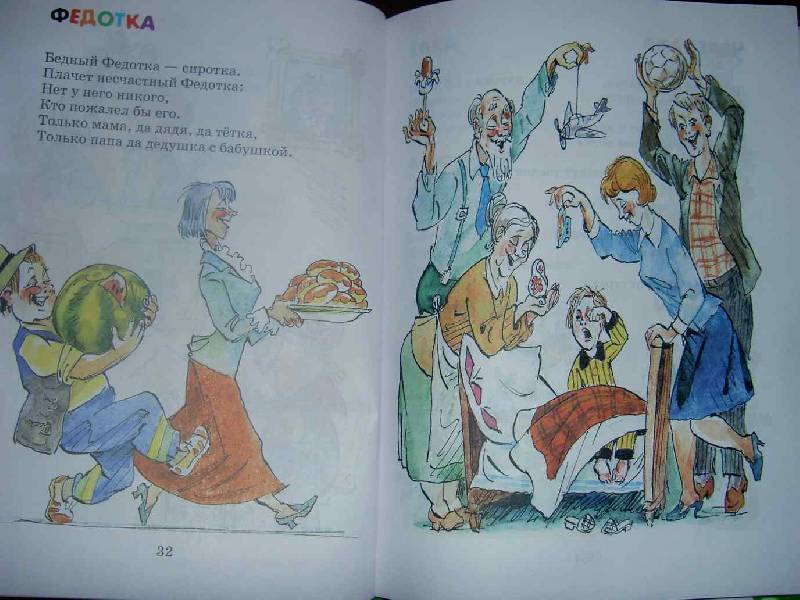 ФЕДОТКА
Бедный Федотка — сиротка.
Плачет несчастный Федотка:
Нет у него никого,
Кто пожалел бы его.
Только мама, да дядя, да тётка,
Только папа да дедушка с бабушкой.
32